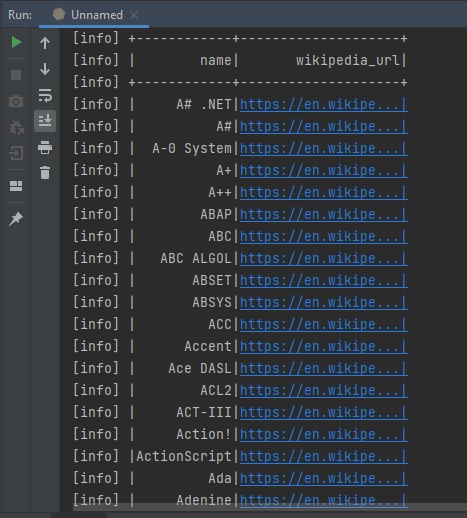 Run: Unnamed
[info] +------------+--------------------+
[info] |        name|       wikipedia_url|
[info] +------------+--------------------+
[info] |     A# .NET|https://en.wikipe...|
[info] |          A#|https://en.wikipe...|
[info] |  A-0 System|https://en.wikipe...|
[info] |          A+|https://en.wikipe...|
[info] |         A++|https://en.wikipe...|
[info] |        ABAP|https://en.wikipe...|
[info] |         ABC|https://en.wikipe...|
[info] |   ABC ALGOL|https://en.wikipe...|
[info] |       ABSET|https://en.wikipe...|
[info] |       ABSYS|https://en.wikipe...|
[info] |         ACC|https://en.wikipe...|
[info] |      Accent|https://en.wikipe...|
[info] |    Ace DASL|https://en.wikipe...|
[info] |        ACL2|https://en.wikipe...|
[info] |     ACT-III|https://en.wikipe...|
[info] |     Action!|https://en.wikipe...|
[info] |ActionScript|https://en.wikipe...|
[info] |         Ada|https://en.wikipe...|
[info] |     Adenine|https://en.wikipe...|